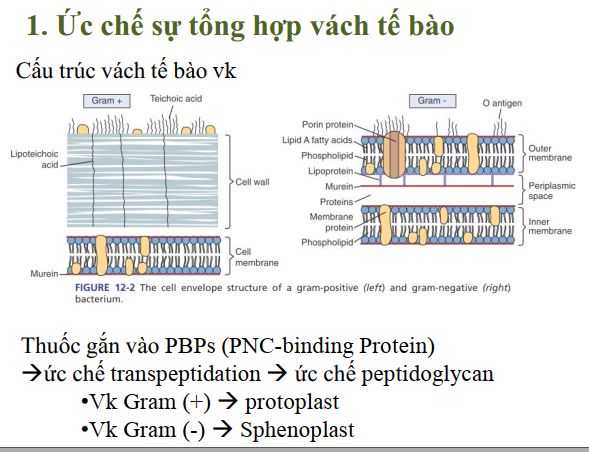 1. Ức chế sự tổng hợp vách tế bào
Cấu trúc vách tế bào vk
Gram +
Teichoic acid
Lipoteichoic
acid
Cell wall
Cell
membrane
Murein
Gram -
O antigen
Porin protein
Lipid A fatty acids
Phospholipid
Lipoprotein
Murein
Proteins
Membrane
protein
Phospholipid
Outer
membrane
Periplasmic
space
Inner
membrane
FIGURE 12-2 The cell envelope structure of a gram-positive (left) and gram-negative (right)
bacterium.
Thuốc gắn vào PBPs (PNC-binding Protein)
→ức chế transpeptidation → ức chế peptidoglycan
•Vk Gram (+) → protoplast
•Vk Gram (-) → Sphenoplast